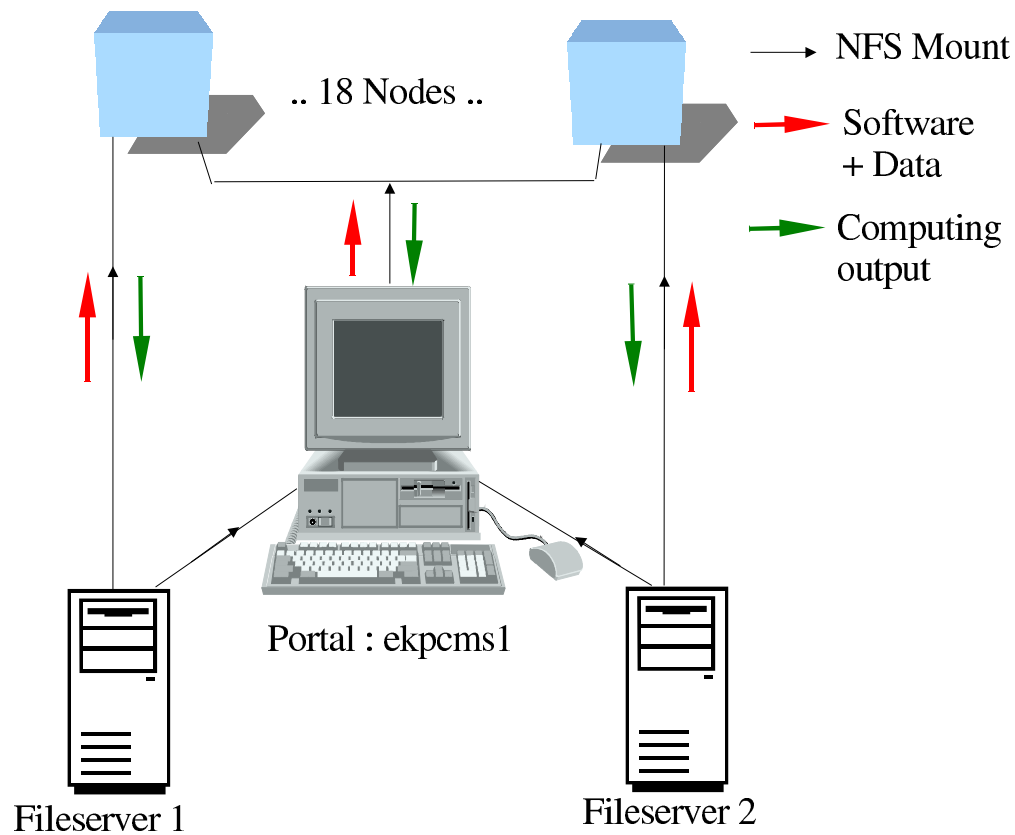 .. 18 Nodes ..
NFS Mount
Software
+ Data
Computing
output
Portal : ekpcms1
Fileserver 1
Fileserver 2